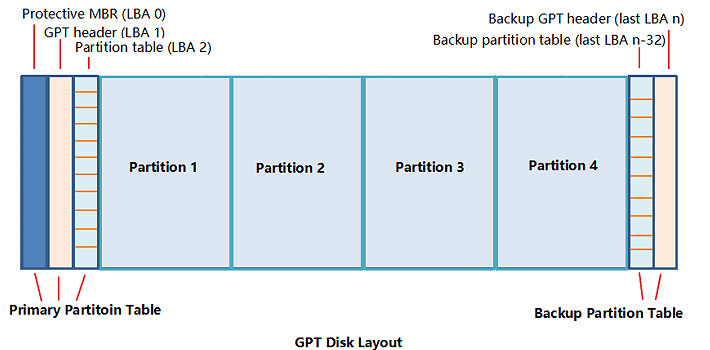 Protective MBR (LBA 0)
GPT header (LBA 1)
Partition table (LBA 2)
Backup GPT header (last LBA n)
Backup partition table (last LBA n-32)
Partition 1
Partition 2
Partition 3
Partition 4
Primary Partitoin Table
Backup Partition Table
GPT Disk Layout